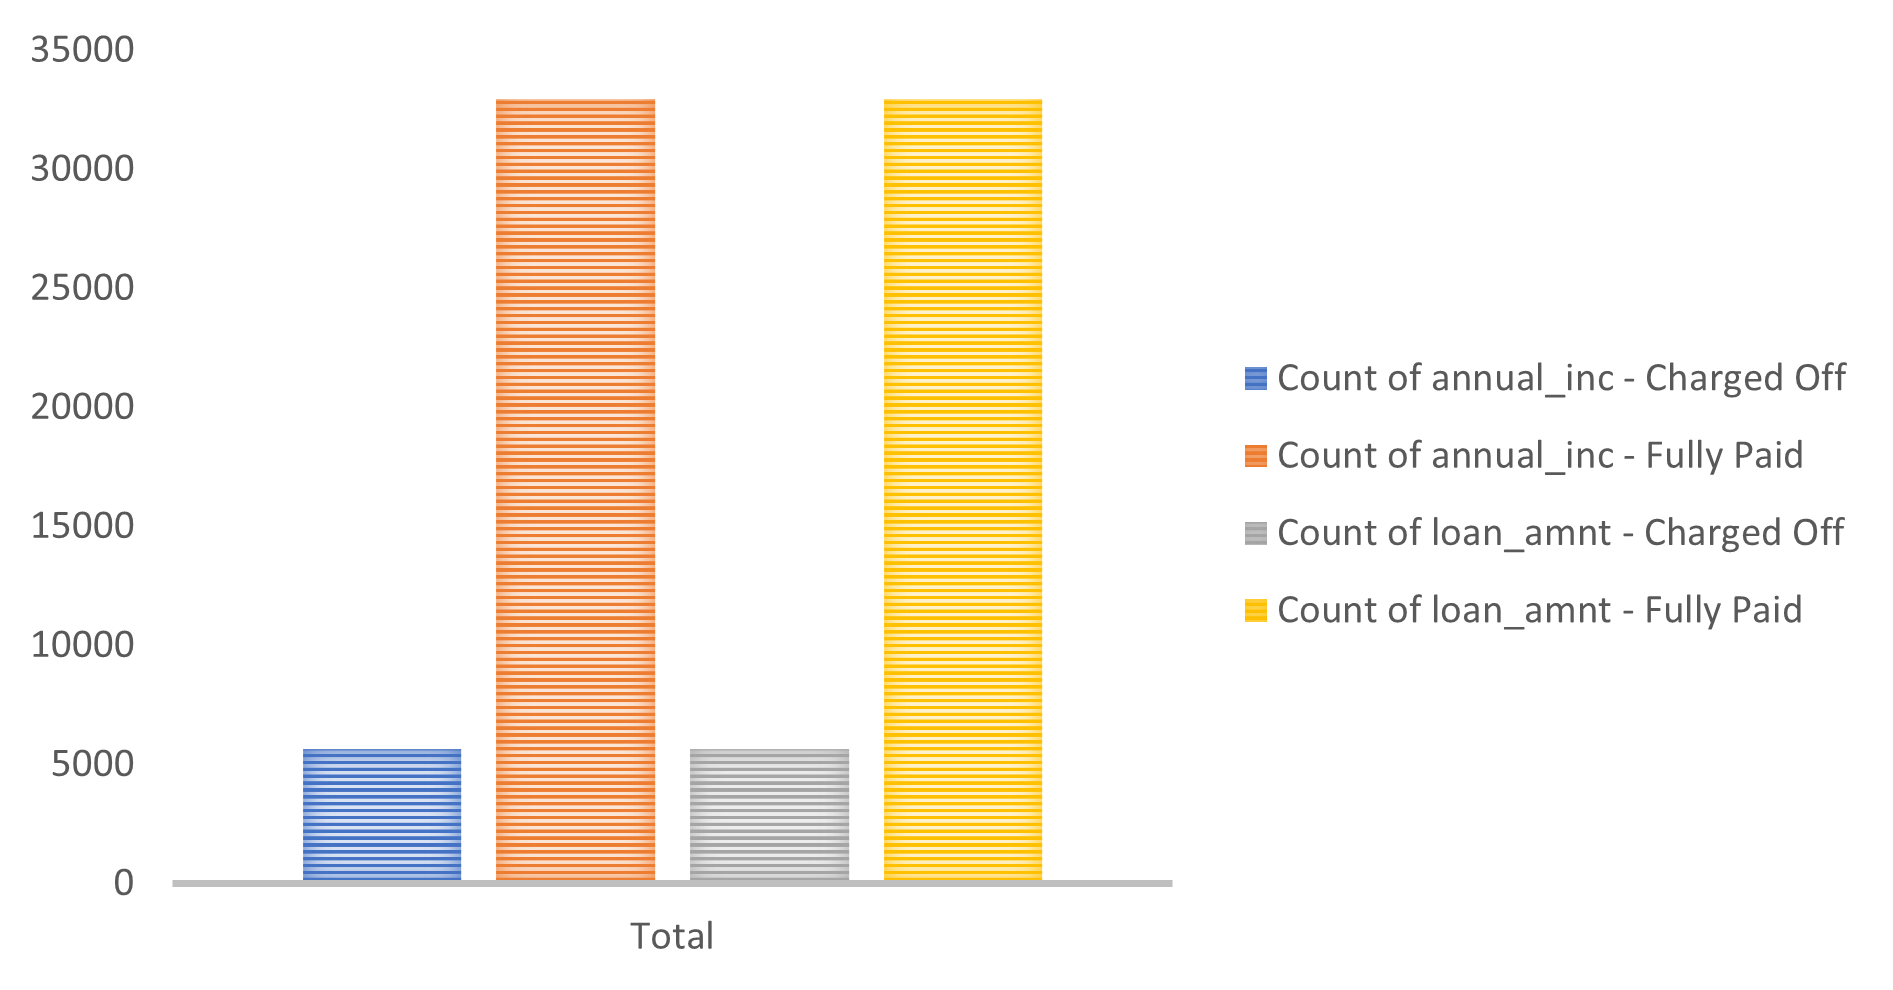 35000
30000
25000
20000
15000
10000
5000
0
Total
Count of annual_inc - Charged Off
Count of annual_inc - Fully Paid
Count of loan_amnt - Charged Off
Count of loan_amnt - Fully Paid